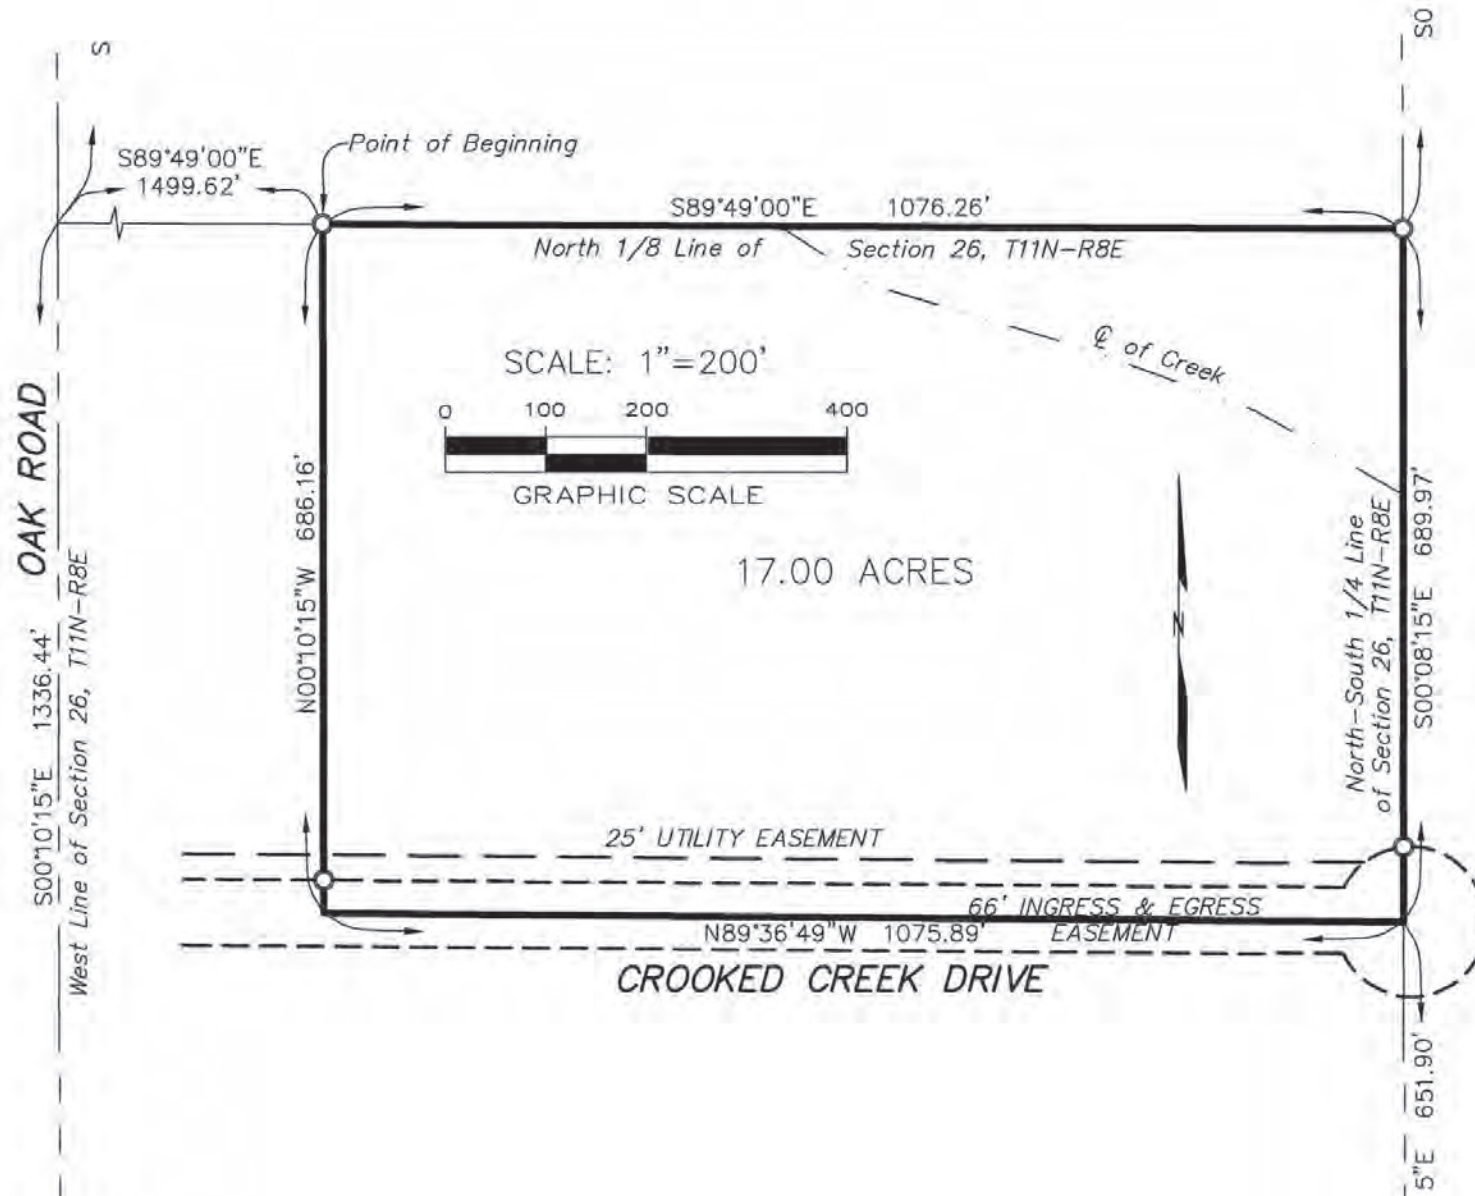 S
SO
S89°49'00"E
1499.62'
Point of Beginning
S89°49'00"E 1076.26'
North 1/8 Line of Section 26, T11N-R8E
℄ of Creek
SCALE: 1"=200'
0 100 200 400
GRAPHIC SCALE
17.00 ACRES
OAK ROAD
S00°10'15"E 1336.44'
West Line of Section 26, T11N-R8E
N00°10'15"W 686.16'
N
North-South 1/4 Line
of Section 26, T11N-R8E
S00°08'15"E 689.97'
25' UTILITY EASEMENT
66' INGRESS & EGRESS
EASEMENT
N89°36'49"W 1075.89'
CROOKED CREEK DRIVE
5"E 651.90'